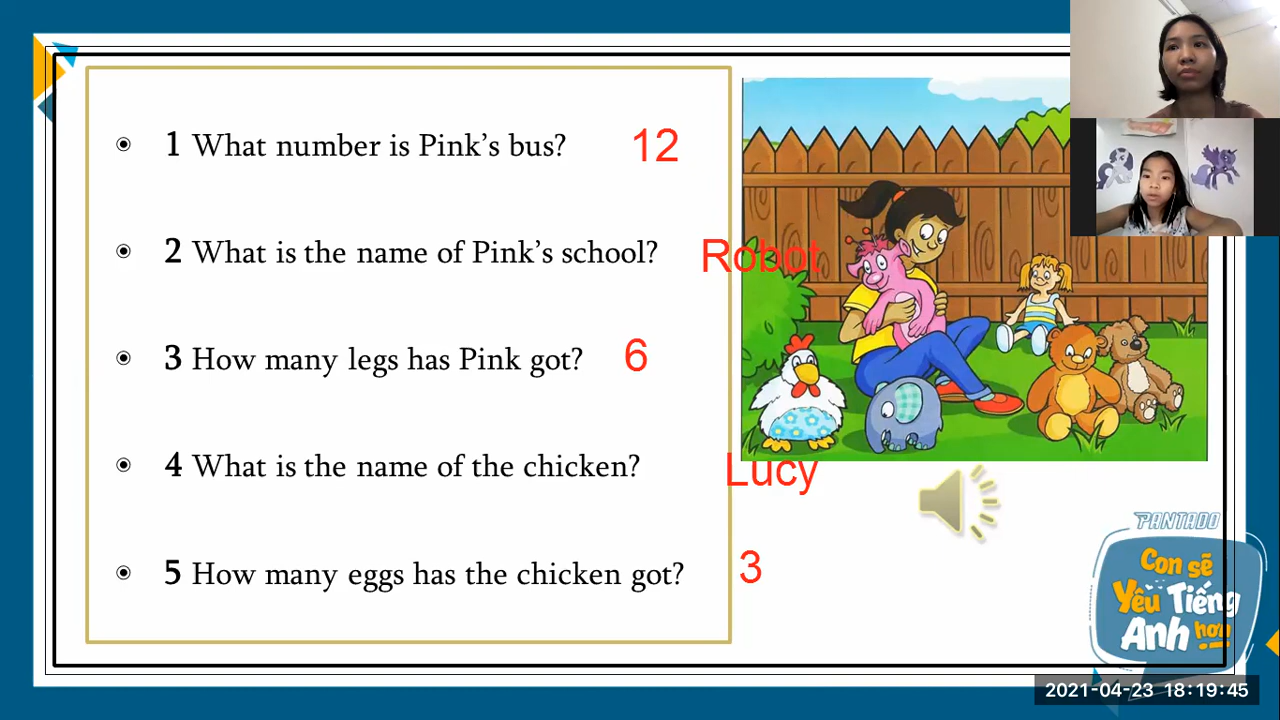 1 What number is Pink's bus? 12
2 What is the name of Pink's school? Robot
3 How many legs has Pink got? 6
4 What is the name of the chicken? Lucy
5 How many eggs has the chicken got? 3
PANTADO
Con sẽ
Yêu Tiếng
Anh hơn
2021-04-23 18:19:45